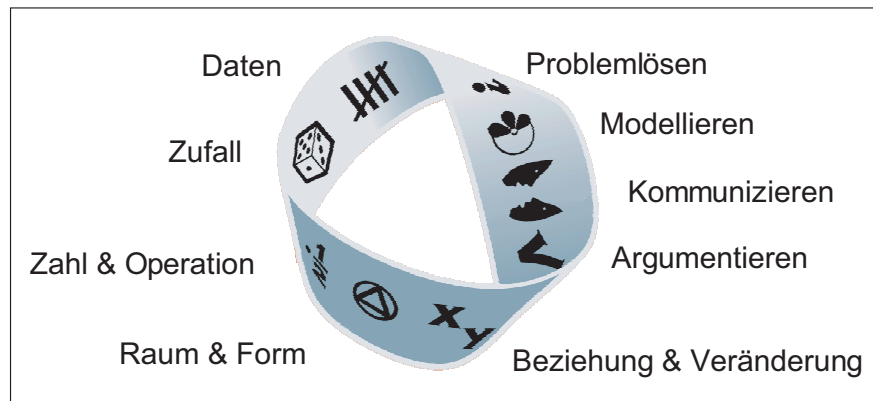 Daten
Problemlösen
Modellieren
Zufall
Kommunizieren
Zahl & Operation
Argumentieren
x y
Raum & Form
Beziehung & Veränderung